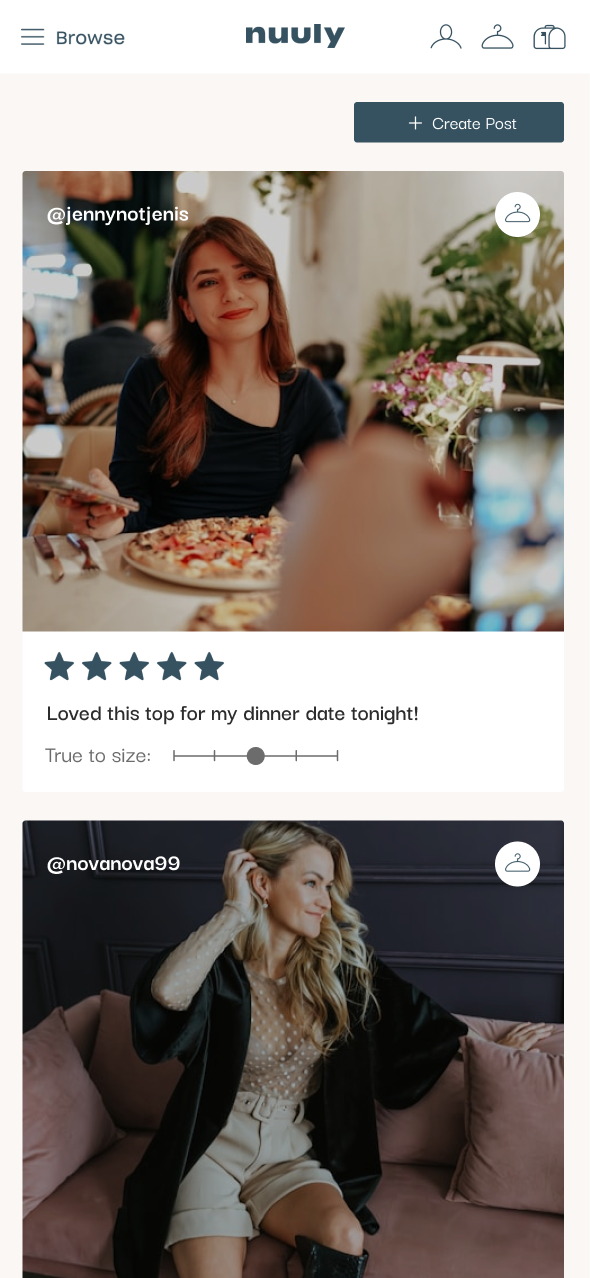 Browse
nuuly
+ Create Post
@jennynotjenis
Loved this top for my dinner date tonight!
True to size:
@novanova99